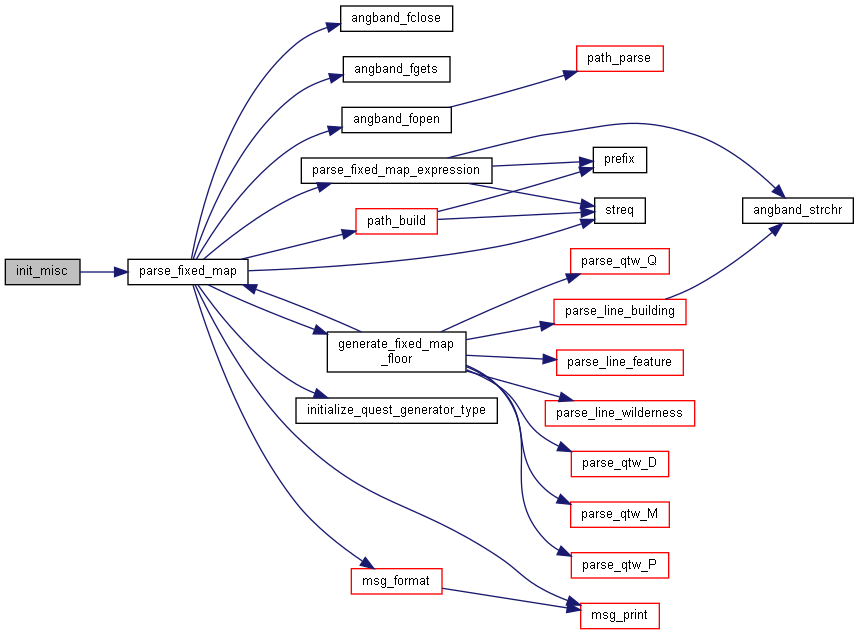 angband_fclose
angband_fgets
path_parse
angband_fopen
prefix
parse_fixed_map_expression
streq
angband_strchr
path_build
parse_qtw_Q
init_misc
parse_fixed_map
parse_line_building
generate_fixed_map
_floor
parse_line_feature
initialize_quest_generator_type
parse_line_wilderness
parse_qtw_D
parse_qtw_M
parse_qtw_P
msg_format
msg_print